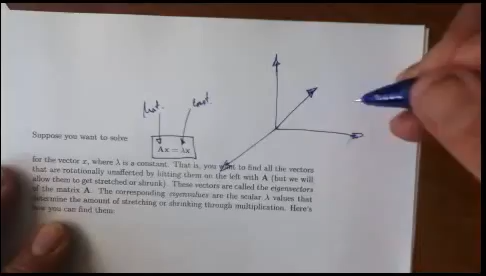 Mat. Const.
Suppose you want to solve
Ax = λx
for the vector x, where λ is a constant. That is, you want to find all the vectors
that are rotationally unaffected by hitting them on the left with A (but we will
allow them to get stretched or shrunk). These vectors are called the eigenvectors
of the matrix A. The corresponding eigenvalues are the scalar λ values that
determine the amount of stretching or shrinking through multiplication. Here's
how you can find them: